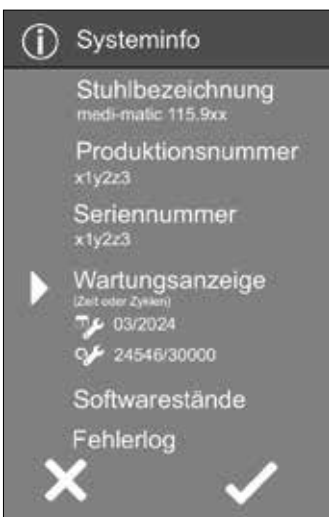 Systeminfo
Stuhlbezeichnung
medi-matic 115.9xx
Produktionsnummer
x1y2z3
Seriennummer
x1y2z3
Wartungsanzeige
(Zeit oder Zyklen)
03/2024
24546/30000
Softwarestände
Fehlerlog